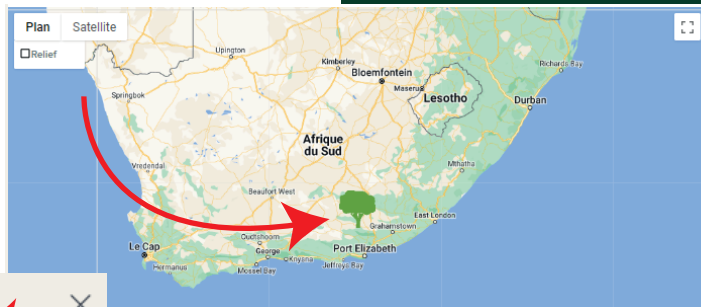 Plan Satellite
Relief
Upington
Kimberley
Bloemfontein
Richards Bay
Maseru
Springbok
Lesotho
Durban
Afrique
du Sud
Vredendal
Mthatha
Beaufort West
East London
Grahamstown
Oudtshoorn
Le Cap
George
Port Elizabeth
Knysna
Jeffreys Bay
Hermanus
Mossel Bay